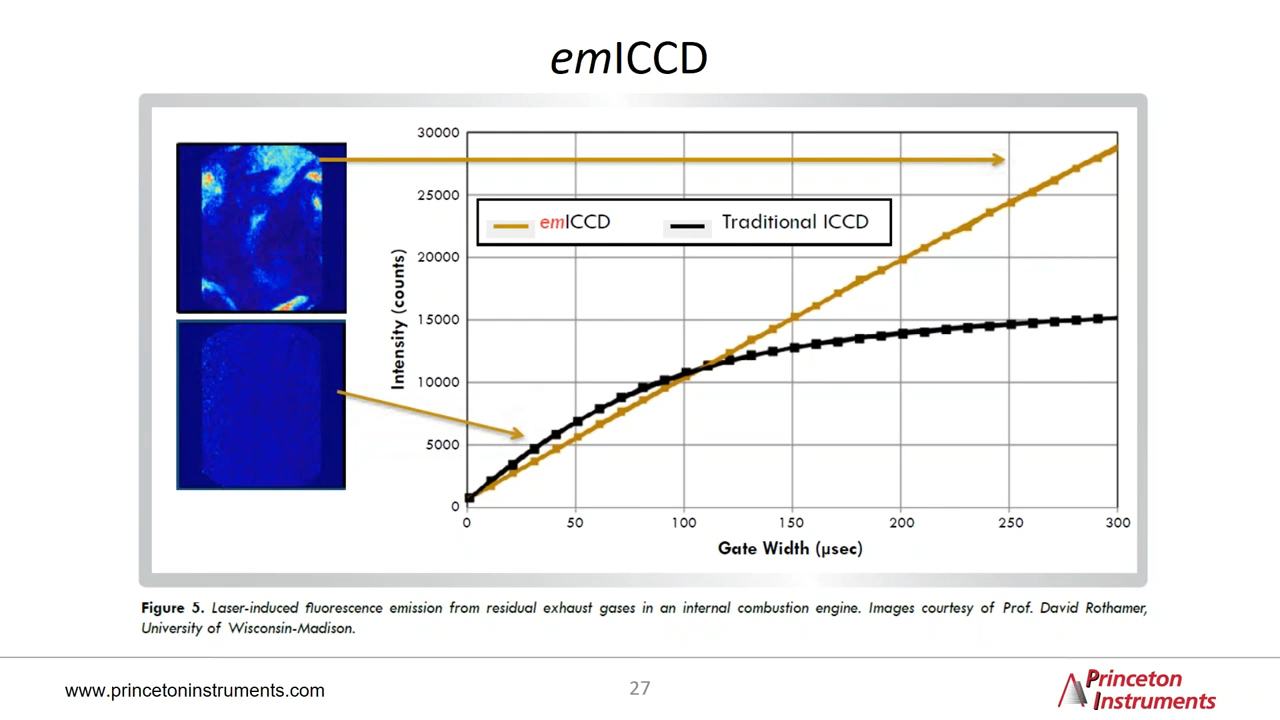 emICCD
30000
25000
20000
15000
10000
5000
0
Intensity (counts)
emICCD
Traditional ICCD
0 50 100 150 200 250 300
Gate Width (µsec)
Figure 5. Laser-induced fluorescence emission from residual exhaust gases in an internal combustion engine. Images courtesy of Prof. David Rothamer,
University of Wisconsin-Madison.
www.princetoninstruments.com
27
Princeton
Instruments